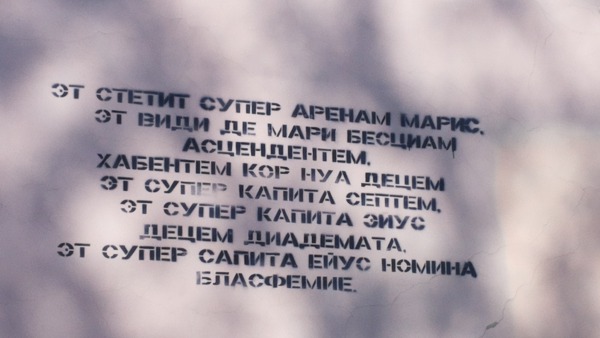 ЭТ СТЕТИТ СУПЕР АРЕНАМ МАРИС.
ЭТ ВИДИ ДЕ МАРИ БЕСЦИАМ
АСЦЕНДЕНТЕМ,
ХАБЕНТЕМ КОР НУА ДЕЦЕМ
ЭТ СУПЕР КАПИТА СЕПТЕМ,
ЭТ СУПЕР КАПИТА ЭИУС
ДЕЦЕМ ДИАДЕМАТА,
ЭТ СУПЕР САПИТА ЕЙУС НОМИНА
БЛАСФЕМИЕ.